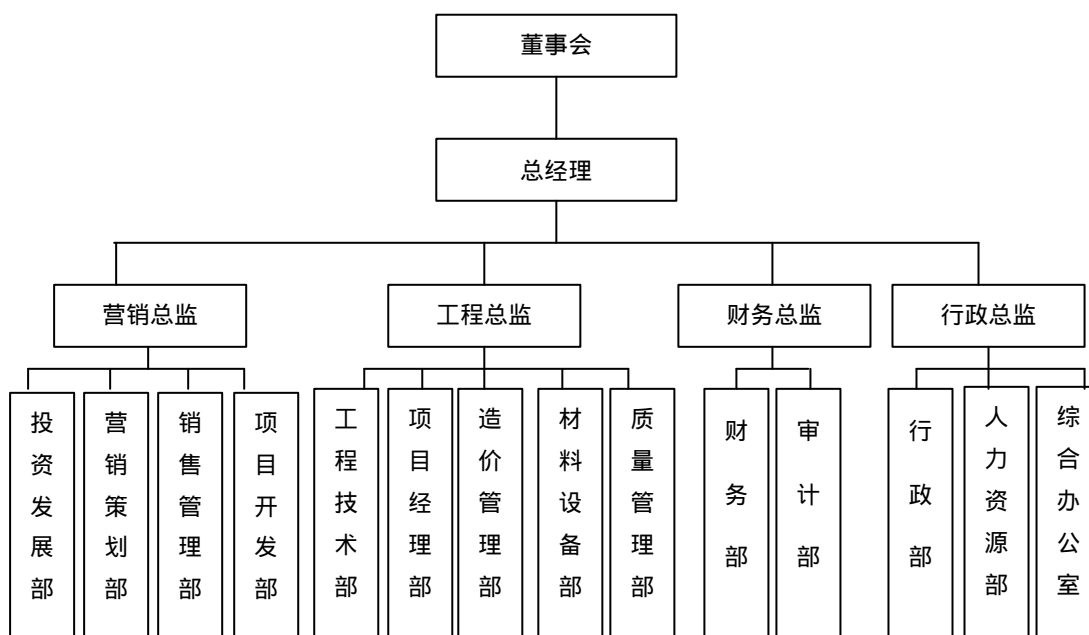 董事会
总经理
营销总监
工程总监
财务总监
行政总监
投资发展部
营销策划部
销售管理部
项目开发部
工程技术部
项目经理部
造价管理部
材料设备部
质量管理部
财务部
审计部
行政部
人力资源部
综合办公室